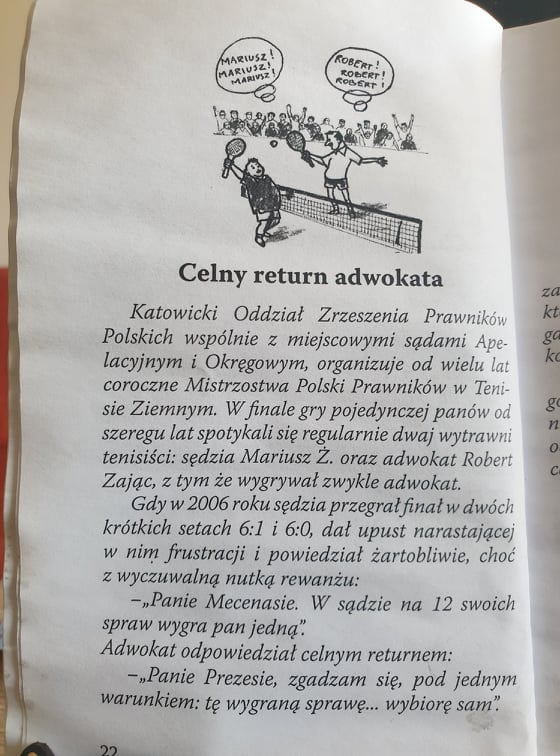 MARIUSZ!
MARIUSZ!
MARIUSZ!
ROBERT!
ROBERT!
ROBERT!
Celny return adwokata
Katowicki Oddział Zrzeszenia Prawników
Polskich wspólnie z miejscowymi sądami Ape-
lacyjnym i Okręgowym, organizuje od wielu lat
coroczne Mistrzostwa Polski Prawników w Teni-
sie Ziemnym. W finale gry pojedynczej panów od
szeregu lat spotykali się regularnie dwaj wytrawni
tenisiści: sędzia Mariusz Ż. oraz adwokat Robert
Zając, z tym że wygrywał zwykle adwokat.
Gdy w 2006 roku sędzia przegrał finał w dwóch
krótkich setach 6:1 i 6:0, dał upust narastającej
w nim frustracji i powiedział żartobliwie, choć
z wyczuwalną nutką rewanżu:
–„Panie Mecenasie. W sądzie na 12 swoich
spraw wygra pan jedną”.
Adwokat odpowiedział celnym returnem:
–„Panie Prezesie, zgadzam się, pod jednym
warunkiem: tę wygraną sprawę... wybiorę sam”.
22